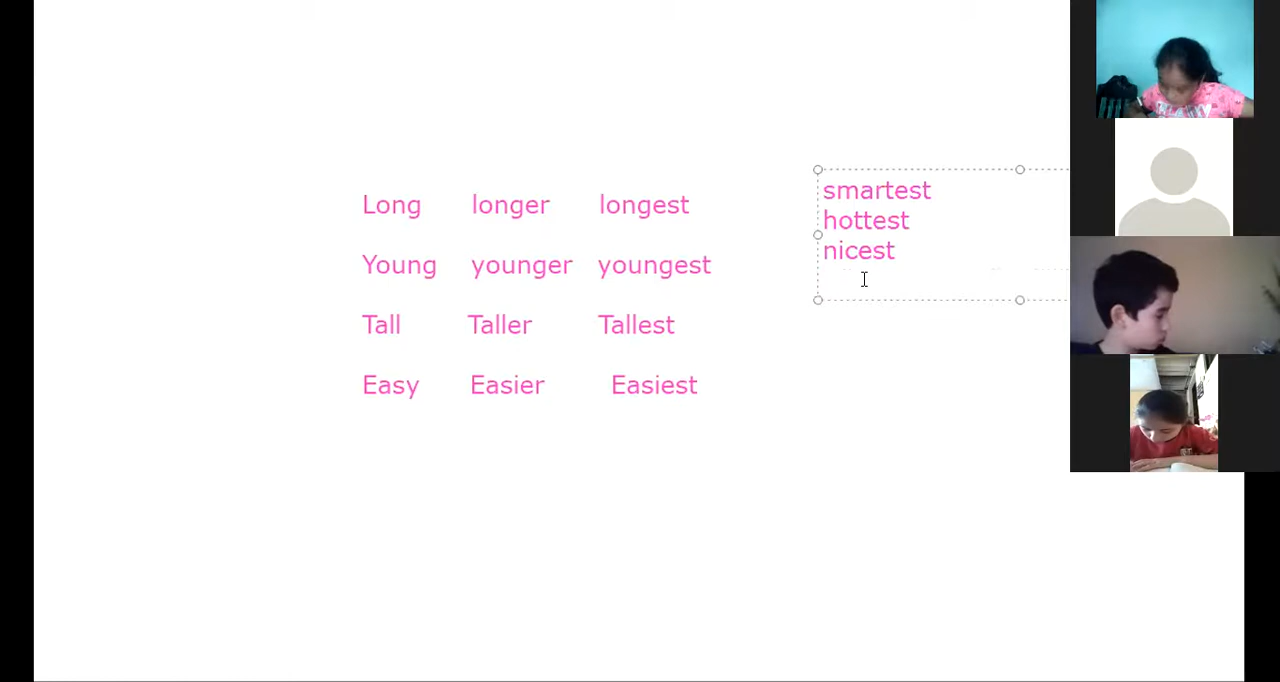 Long longer longest
Young younger youngest
Tall Taller Tallest
Easy Easier Easiest
smartest
hottest
nicest